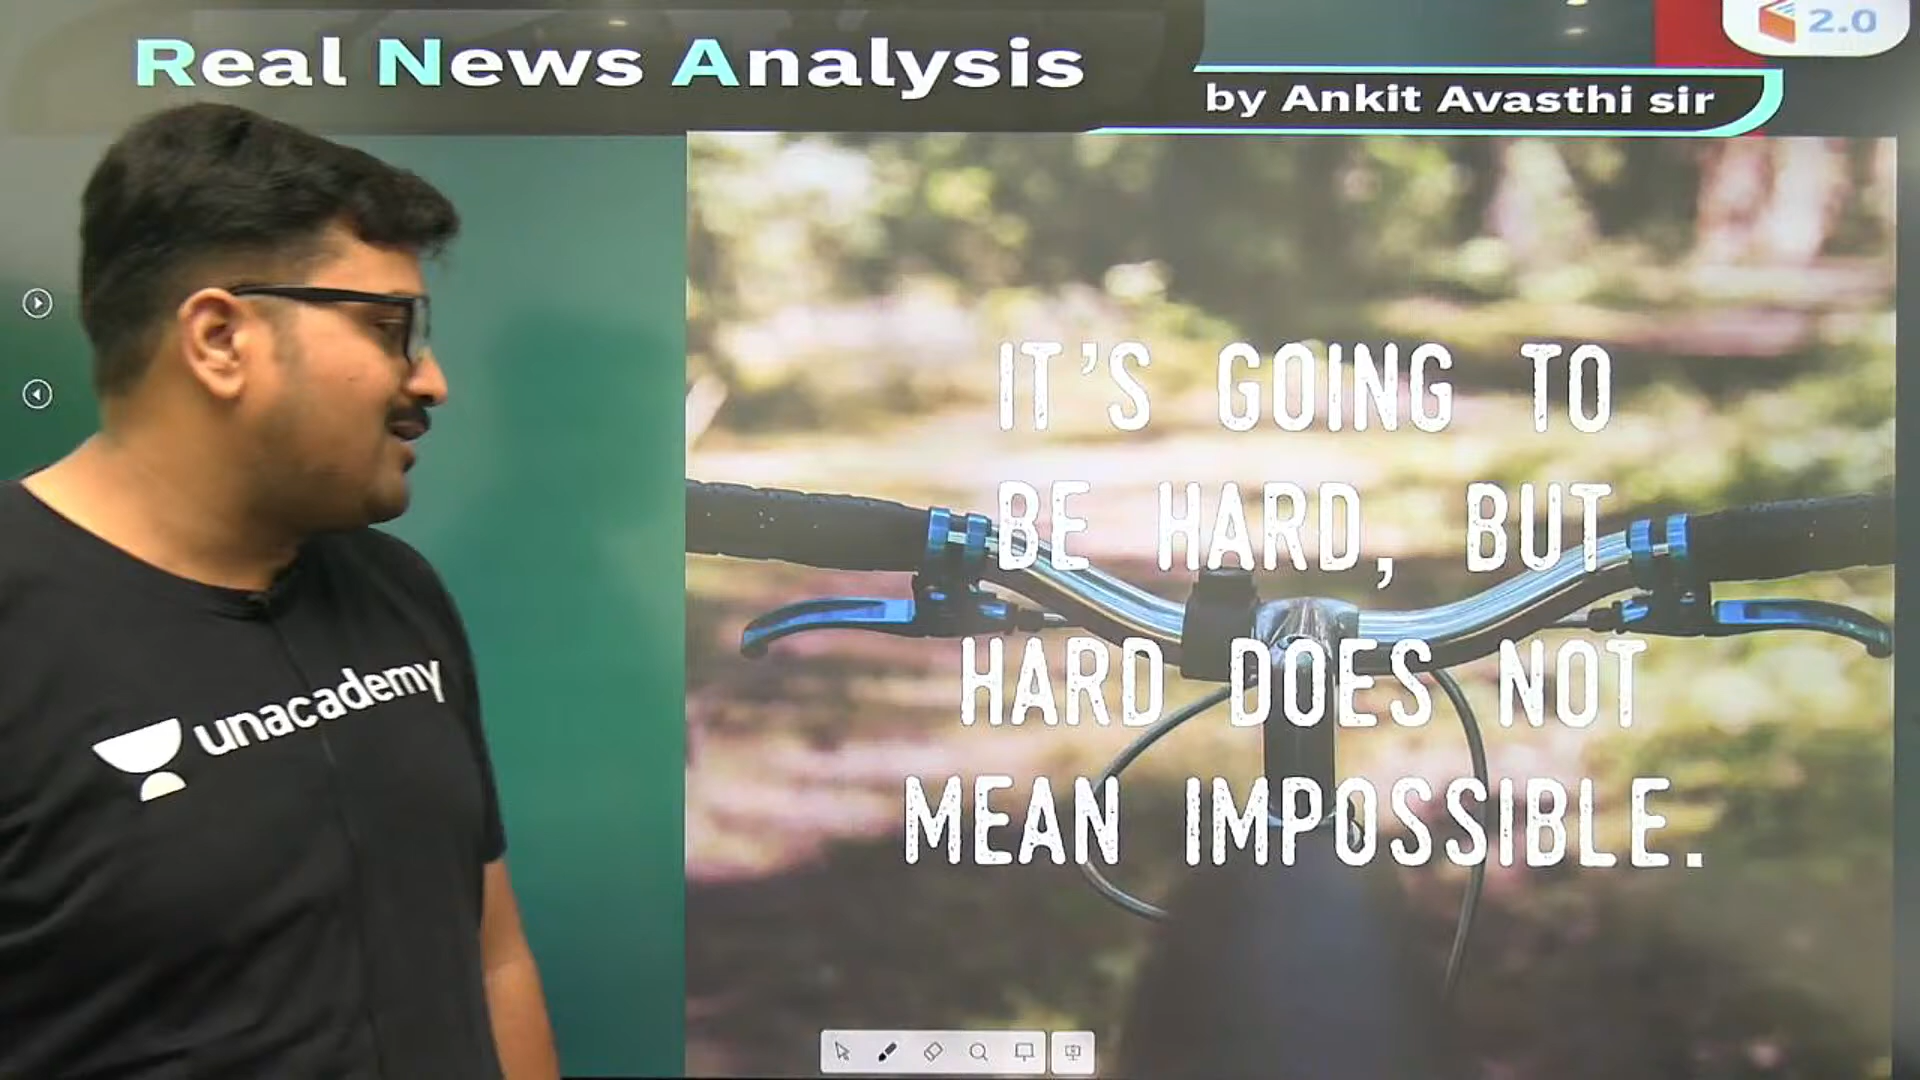 Real News Analysis
by Ankit Avasthi sir
2.0
IT'S GOING TO
BE HARD, BUT
HARD DOES NOT
MEAN IMPOSSIBLE.
unacademy